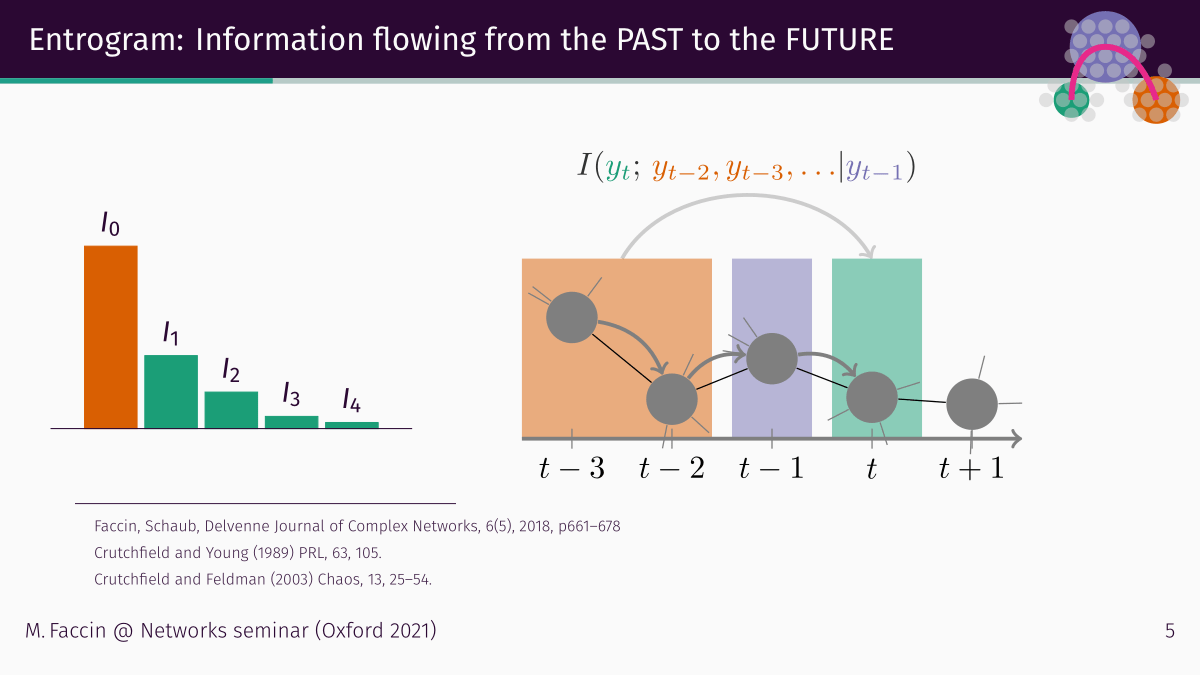 Entrogram: Information flowing from the PAST to the FUTURE
I(y_t; y_{t−2}, y_{t−3}, …|y_{t−1})
I_0
I_1
I_2
I_3
I_4
t − 3 t − 2 t − 1 t t + 1
Faccin, Schaub, Delvenne Journal of Complex Networks, 6(5), 2018, p661–678
Crutchfield and Young (1989) PRL, 63, 105.
Crutchfield and Feldman (2003) Chaos, 13, 25–54.
M. Faccin @ Networks seminar (Oxford 2021)
5